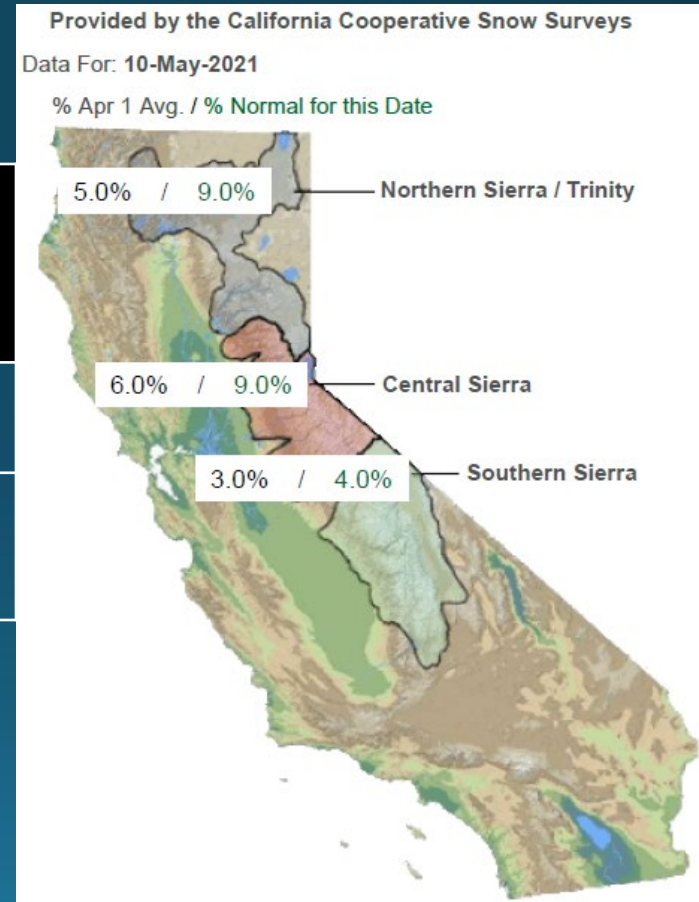 Provided by the California Cooperative Snow Surveys
Data For: 10-May-2021
% Apr 1 Avg. / % Normal for this Date
5.0% / 9.0%
Northern Sierra / Trinity
6.0% / 9.0%
Central Sierra
3.0% / 4.0%
Southern Sierra